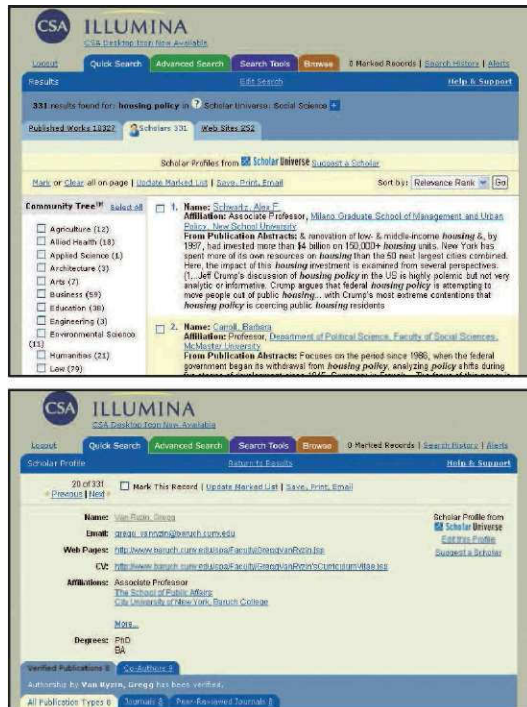 CSA ILLUMINA
CSA Desktop Icon Now Available
Logout Quick Search Advanced Search Search Tools Browse 0 Marked Records | Search History | Alerts
Results Edit Search Help & Support
331 results found for: housing policy in ? Scholar Universe: Social Science +
Published Works 18327 Scholars 331 Web Sites 252
Scholar Profiles from Scholar Universe Suggest a Scholar
Mark or Clear all on page | Update Marked List | Save, Print, Email Sort by: Relevance Rank Go
Community Tree™ Select All
Agriculture (12)
Allied Health (18)
Applied Science (1)
Architecture (3)
Arts (7)
Business (59)
Education (38)
Engineering (3)
Environmental Science
(11)
Humanities (21)
Law (79)
1. Name: Schwartz, Alex F.
Affiliation: Associate Professor, Milano Graduate School of Management and Urban
Policy, New School University
From Publication Abstracts: & renovation of low- & middle-income housing &, by
1997, had invested more than $4 billion on 150,000+ housing units. New York has
spent more of its own resources on housing than the 50 next largest cities combined.
Here, the impact of this housing investment is examined from several perspectives.
(1...Jeff Crump's discussion of housing policy in the US is highly polemic but not very
analytic or informative. Crump argues that federal housing policy is attempting to
move people out of public housing... with Crump's most extreme contentions that
housing policy is coercing public housing residents
2. Name: Carroll, Barbara
Affiliation: Professor, Department of Political Science, Faculty of Social Sciences,
McMaster University
From Publication Abstracts: Focuses on the period since 1986, when the federal
government began its withdrawal from housing policy, analyzing policy shifts during
CSA ILLUMINA
CSA Desktop Icon Now Available
Logout Quick Search Advanced Search Search Tools Browse 0 Marked Records | Search History | Alerts
Scholar Profile Return to Results Help & Support
20 of 331 Mark This Record | Update Marked List | Save, Print, Email
Previous | Next
Scholar Profile from
Scholar Universe
Edit this Profile
Suggest a Scholar
Name: Van Ryzin, Gregg
Email: gregg_vanryzin@baruch.cuny.edu
Web Pages: http://www.baruch.cuny.edu/spa/Faculty/GreggVanRyzin.jsp
CV: http://www.baruch.cuny.edu/spa/Faculty/GreggVanRyzin'sCurriculumVitae.jsp
Affiliations: Associate Professor
The School of Public Affairs
City University of New York, Baruch College
More...
Degrees: PhD
BA
Verified Publications 8 Co-Authors 9
Authorship by Van Ryzin, Gregg has been verified.
All Publication Types 8 Journals 8 Peer-Reviewed Journals 8